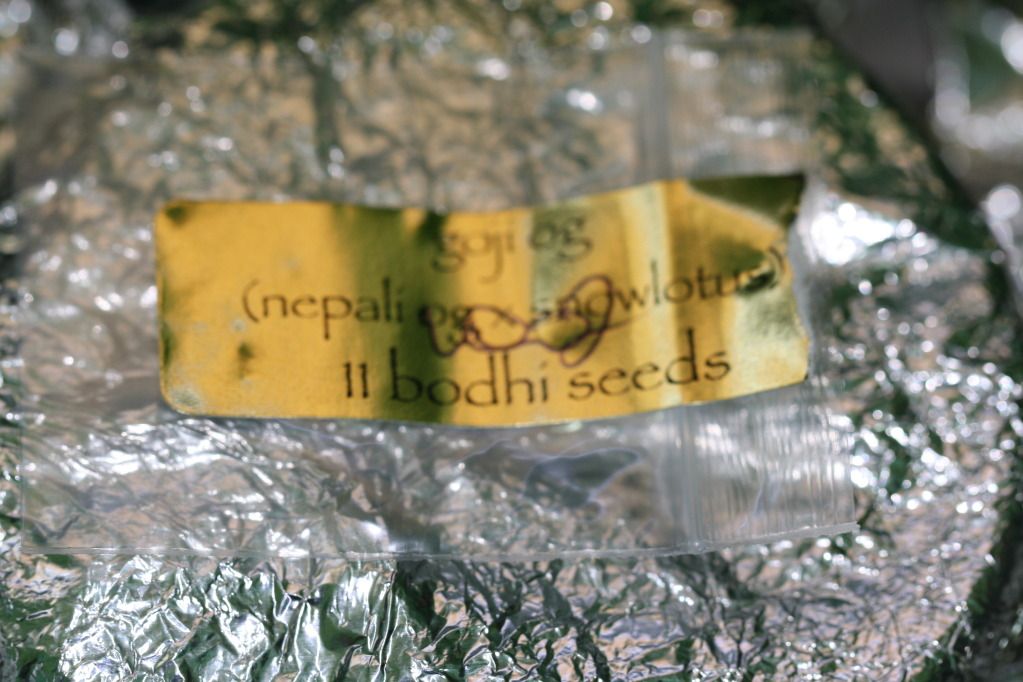 goji og
(nepali og x snowlotus)
11 bodhi seeds